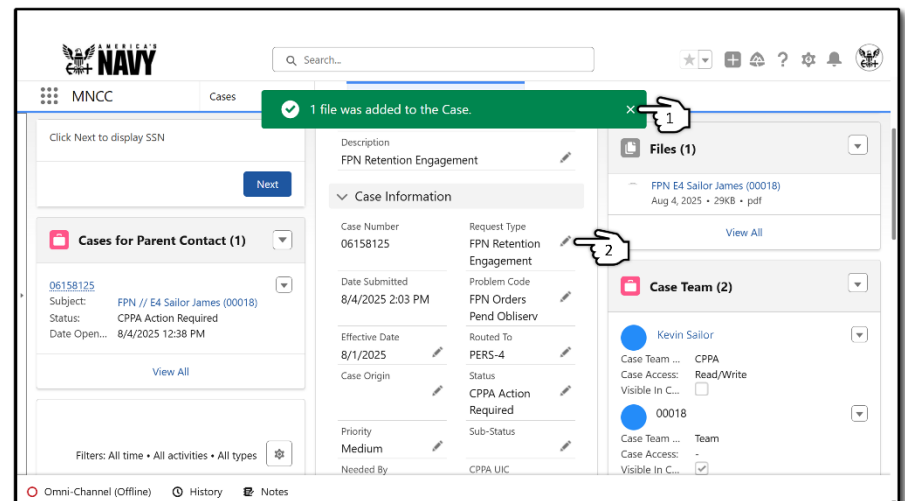 AMERICA'S
NAVY
Search...
MNCC
Cases
1 file was added to the Case.
1
Click Next to display SSN
Next
Cases for Parent Contact (1)
06158125
Subject: FPN // E4 Sailor James (00018)
Status: CPPA Action Required
Date Open... 8/4/2025 12:38 PM
View All
Filters: All time • All activities • All types
Description
FPN Retention Engagement
Case Information
Case Number
06158125
Request Type
FPN Retention
Engagement
2
Date Submitted
8/4/2025 2:03 PM
Problem Code
FPN Orders
Pend Obliserv
Effective Date
8/1/2025
Routed To
PERS-4
Case Origin
Status
CPPA Action
Required
Priority
Medium
Sub-Status
Needed By
CPPA UIC
Files (1)
FPN E4 Sailor James (00018)
Aug 4, 2025 • 29KB • pdf
View All
Case Team (2)
Kevin Sailor
Case Team ... CPPA
Case Access: Read/Write
Visible In C...
00018
Case Team ... Team
Case Access: -
Visible In C...
Omni-Channel (Offline)
History
Notes